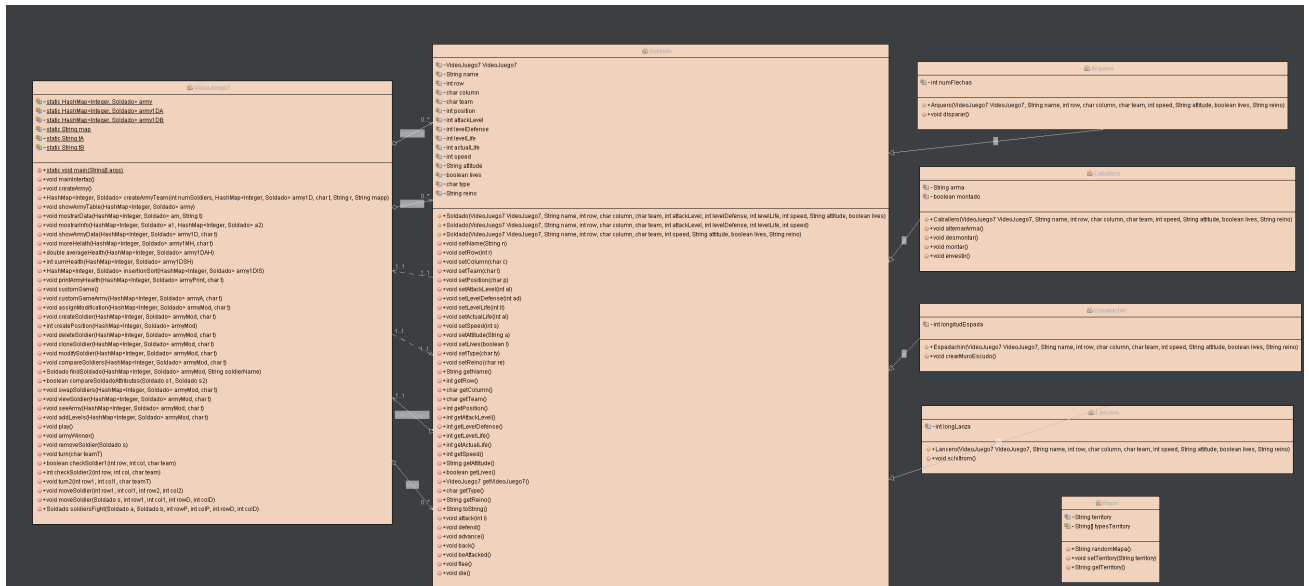 VideoJuego7
- static HashMap<Integer, Soldado> army
- static HashMap<Integer, Soldado> army1DA
- static HashMap<Integer, Soldado> army1DB
- static String map
- static String tA
- static String tB
+static void main(String[] args)
+void mainInterfaz()
+void createArmy()
+HashMap<Integer, Soldado> createArmyTeam(int numSoldiers, HashMap<Integer, Soldado> army1D, char t, String r, String mapp)
+void showArmyTable(HashMap<Integer, Soldado> army)
+void mostrarData(HashMap<Integer, Soldado> am, String t)
+void mostrarInfo(HashMap<Integer, Soldado> a1, HashMap<Integer, Soldado> a2)
+void showArmyData(HashMap<Integer, Soldado> army1D, char t)
+void moreHelath(HashMap<Integer, Soldado> army1MH, char t)
+double averageHealth(HashMap<Integer, Soldado> army1DAH)
+int sumHealth(HashMap<Integer, Soldado> army1DSH)
+HashMap<Integer, Soldado> insertionSort(HashMap<Integer, Soldado> army1DIS)
+void printArmyHealth(HashMap<Integer, Soldado> armyPrint, char t)
+void customGame()
+void customGameArmy(HashMap<Integer, Soldado> armyA, char t)
+void assignModification(HashMap<Integer, Soldado> armyMod, char t)
+void createSoldier(HashMap<Integer, Soldado> armyMod, char t)
+int createPosition(HashMap<Integer, Soldado> armyMod)
+void deleteSoldier(HashMap<Integer, Soldado> armyMod, char t)
+void cloneSoldier(HashMap<Integer, Soldado> armyMod, char t)
+void modifySoldier(HashMap<Integer, Soldado> armyMod, char t)
+void compareSoldiers(HashMap<Integer, Soldado> armyMod, char t)
+Soldado findSoldado(HashMap<Integer, Soldado> armyMod, String soldierName)
+boolean compareSoldadoAttributes(Soldado s1, Soldado s2)
+void swapSoldiers(HashMap<Integer, Soldado> armyMod, char t)
+void viewSoldier(HashMap<Integer, Soldado> armyMod, char t)
+void seeArmy(HashMap<Integer, Soldado> armyMod, char t)
+void addLevels(HashMap<Integer, Soldado> armyMod, char t)
+void play()
+void armyWinner()
+void removeSoldier(Soldado s)
+void turn(char teamT)
+boolean checkSoldier1(int row, int col, char team)
+int checkSoldier2(int row, int col, char team)
+void turn2(int row1, int col1, char teamT)
+void moveSoldier(int row1, int col1, int row2, int col2)
+void moveSoldier(Soldado s, int row1, int col1, int rowD, int colD)
+Soldado soldiersFight(Soldado a, Soldado b, int rowP, int colP, int rowD, int colD)
0..*
0..*
1..1
1..1
1..1
1..1
0..*
Soldado
-VideoJuego7 VideoJuego7
-String name
-int row
-char column
-char team
-int position
-int attackLevel
-int levelDefense
-int levelLife
-int actualLife
-int speed
-String attitude
-boolean lives
-char type
-String reino
+Soldado(VideoJuego7 VideoJuego7, String name, int row, char column, char team, int attackLevel, int levelDefense, int levelLife, int speed, String attitude, boolean lives)
+Soldado(VideoJuego7 VideoJuego7, String name, int row, char column, char team, int attackLevel, int levelDefense, int levelLife, int speed)
+Soldado(VideoJuego7 VideoJuego7, String name, int row, char column, char team, int speed, String attitude, boolean lives, String reino)
+void setName(String n)
+void setRow(int r)
+void setColumn(char c)
+void setTeam(char t)
+void setPosition(char p)
+void setAttackLevel(int al)
+void setLevelDefense(int ad)
+void setLevelLife(int ll)
+void setActualLife(int al)
+void setSpeed(int s)
+void setAttitude(String a)
+void setLives(boolean l)
+void setType(char ty)
+void setReino(char re)
+String getName()
+int getRow()
+char getColumn()
+char getTeam()
+int getPosition()
+int getAttackLevel()
+int getLevelDefense()
+int getLevelLife()
+int getActualLife()
+int getSpeed()
+String getAttitude()
+boolean getLives()
+VideoJuego7 getVideoJuego7()
+char getType()
+String getReino()
+String toString()
+void attack(int i)
+void defend()
+void advance()
+void back()
+void beAttacked()
+void flee()
+void die()
Arquero
-int numFlechas
+Arquero(VideoJuego7 VideoJuego7, String name, int row, char column, char team, int speed, String attitude, boolean lives, String reino)
+void disparar()
Caballero
-String arma
-boolean montado
+Caballero(VideoJuego7 VideoJuego7, String name, int row, char column, char team, int speed, String attitude, boolean lives, String reino)
+void alternarArma()
+void desmontar()
+void montar()
+void envestir()
Espadachin
-int longitudEspada
+Espadachin(VideoJuego7 VideoJuego7, String name, int row, char column, char team, int speed, String attitude, boolean lives, String reino)
+void crearMuroEscudo()
Lancero
-int longLanza
+Lancero(VideoJuego7 VideoJuego7, String name, int row, char column, char team, int speed, String attitude, boolean lives, String reino)
+void schiltrom()
Mapa
-String territory
-String[] typesTerritory
+String randomMapa()
+void setTerritory(String territory)
+String getTerritory()